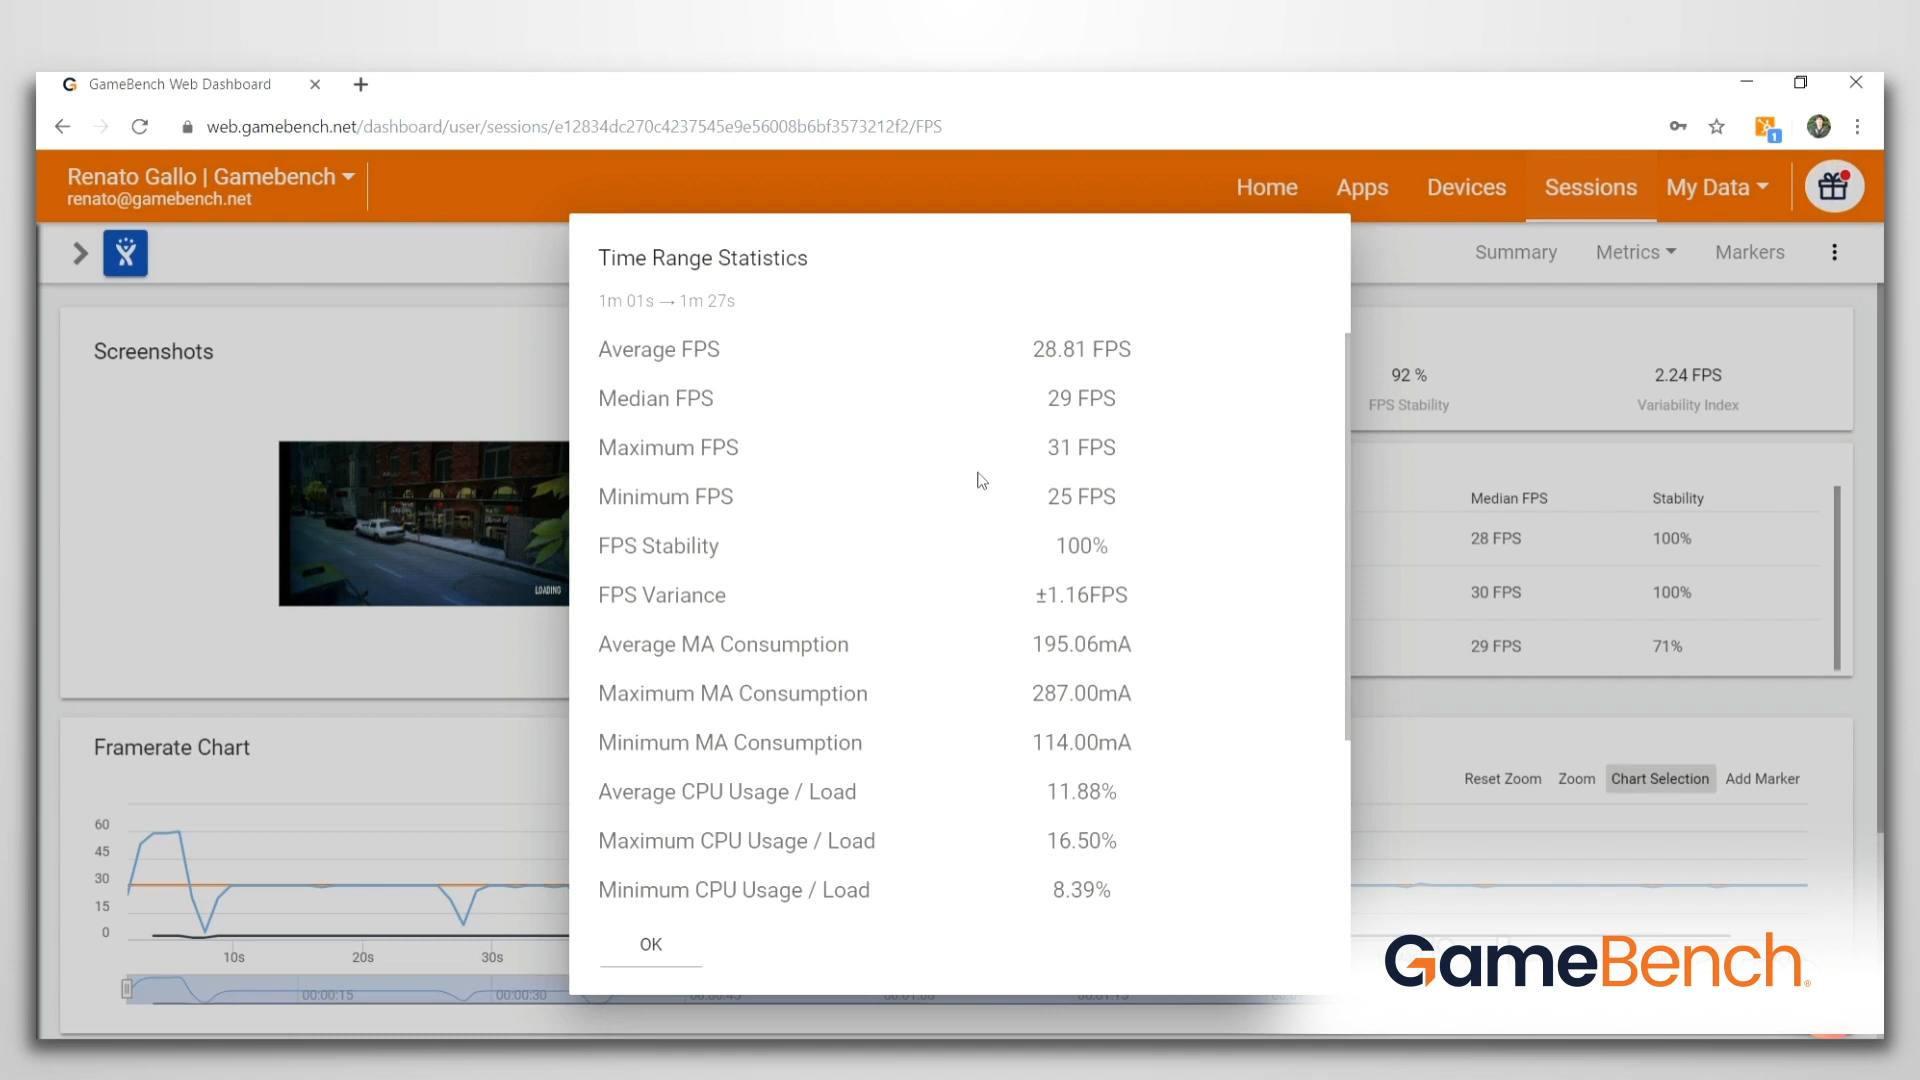 GameBench Web Dashboard
web.gamebench.net/dashboard/user/sessions/e12834dc270c4237545e9e56008b6bf3573212f2/FPS
1
Renato Gallo | Gamebench
renato@gamebench.net
Home
Apps
Devices
Sessions
My Data
Summary
Metrics
Markers
Time Range Statistics
1m 01s → 1m 27s
Average FPS 28.81 FPS
Median FPS 29 FPS
Maximum FPS 31 FPS
Minimum FPS 25 FPS
FPS Stability 100%
FPS Variance ±1.16FPS
Average MA Consumption 195.06mA
Maximum MA Consumption 287.00mA
Minimum MA Consumption 114.00mA
Average CPU Usage / Load 11.88%
Maximum CPU Usage / Load 16.50%
Minimum CPU Usage / Load 8.39%
OK
Screenshots
LOADING
92 %
FPS Stability
2.24 FPS
Variability Index
Median FPS Stability
28 FPS 100%
30 FPS 100%
29 FPS 71%
Framerate Chart
Reset Zoom Zoom Chart Selection Add Marker
60
45
30
15
0
10s 20s 30s
00:00:15 00:00:30
GameBench®